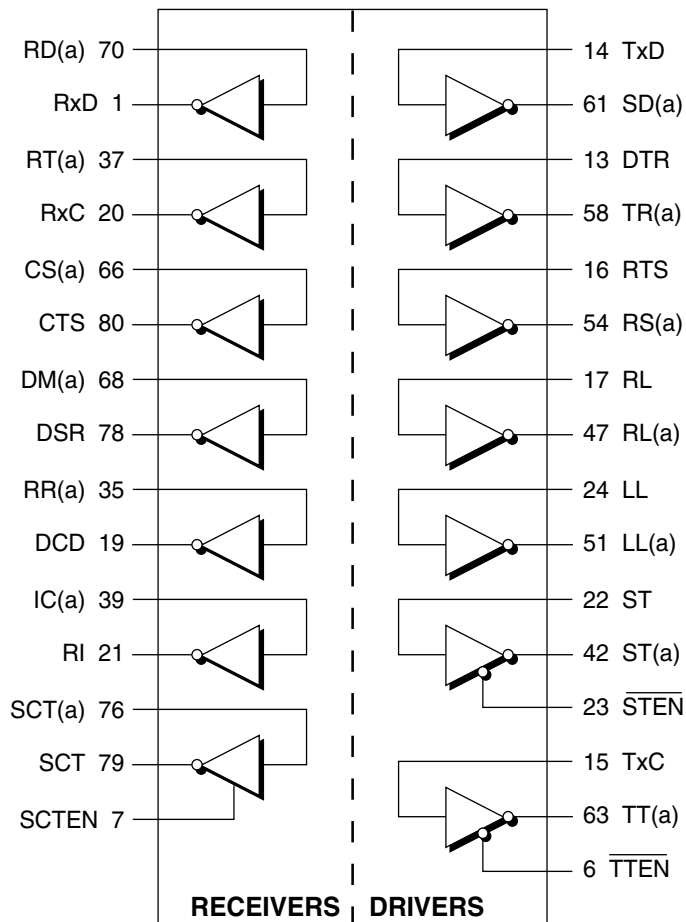 RD(a) 70
RxD 1
RT(a) 37
RxC 20
CS(a) 66
CTS 80
DM(a) 68
DSR 78
RR(a) 35
DCD 19
IC(a) 39
RI 21
SCT(a) 76
SCT 79
SCTEN 7
RECEIVERS
14 TxD
61 SD(a)
13 DTR
58 TR(a)
16 RTS
54 RS(a)
17 RL
47 RL(a)
24 LL
51 LL(a)
22 ST
42 ST(a)
23 S̅T̅E̅N̅
15 TxC
63 TT(a)
6 T̅T̅E̅N̅
DRIVERS